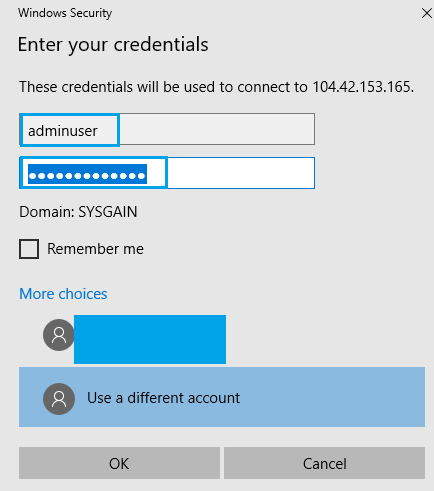 Windows Security
Enter your credentials
These credentials will be used to connect to 104.42.153.165.
adminuser
•••••••••••••
Domain: SYSGAIN
Remember me
More choices
Use a different account
OK
Cancel